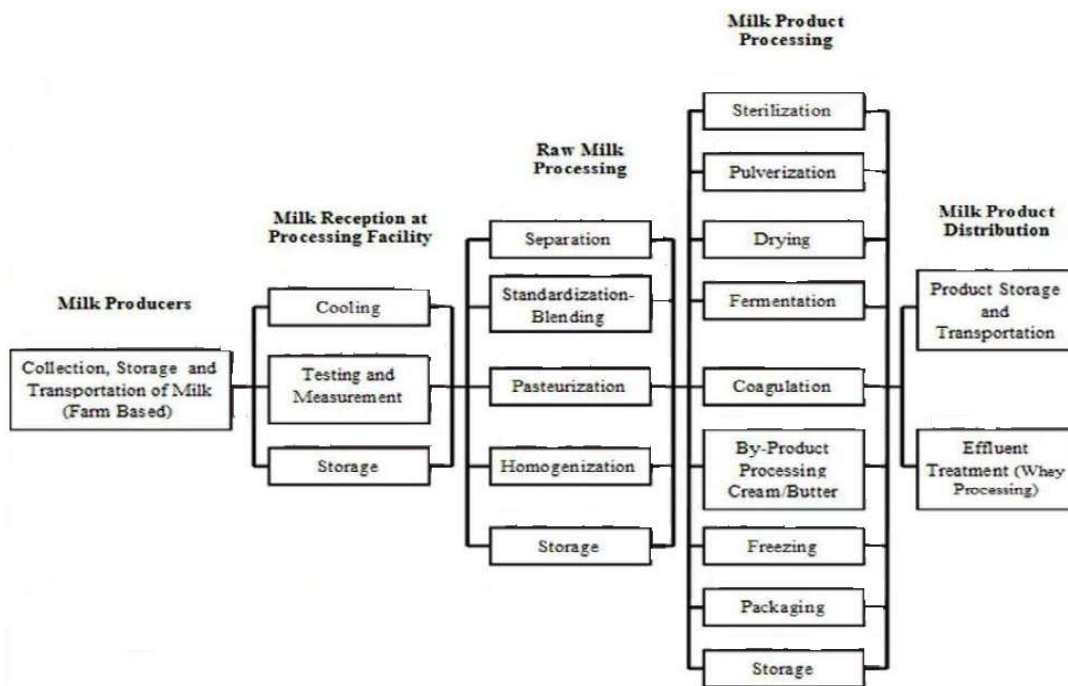 Milk Producers
Collection, Storage and
Transportation of Milk
(Farm Based)
Milk Reception at
Processing Facility
Cooling
Testing and
Measurement
Storage
Raw Milk
Processing
Separation
Standardization-
Blending
Pasteurization
Homogenization
Storage
Milk Product
Processing
Sterilization
Pulverization
Drying
Fermentation
Coagulation
By-Product
Processing
Cream/Butter
Freezing
Packaging
Storage
Milk Product
Distribution
Product Storage
and
Transportation
Effluent
Treatment (Whey
Processing)